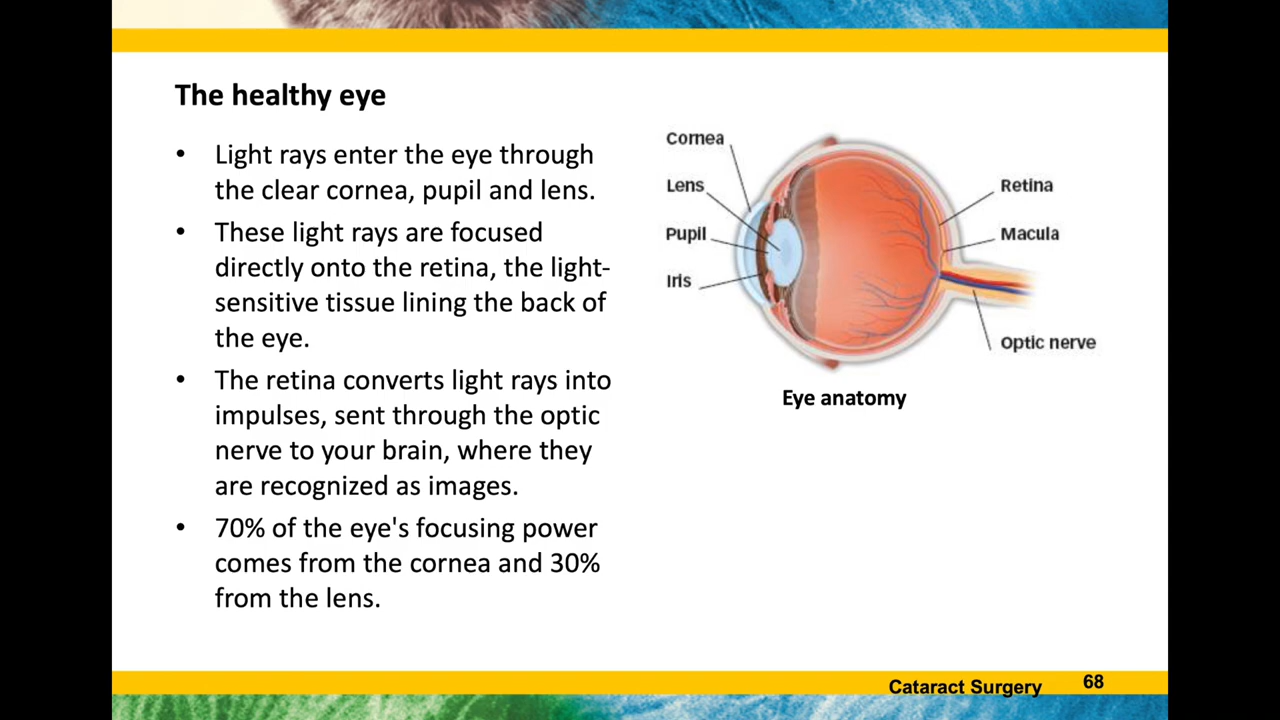 The healthy eye
• Light rays enter the eye through
the clear cornea, pupil and lens.
• These light rays are focused
directly onto the retina, the light-
sensitive tissue lining the back of
the eye.
• The retina converts light rays into
impulses, sent through the optic
nerve to your brain, where they
are recognized as images.
• 70% of the eye's focusing power
comes from the cornea and 30%
from the lens.
Cornea
Lens
Pupil
Iris
Retina
Macula
Optic nerve
Eye anatomy
Cataract Surgery
68